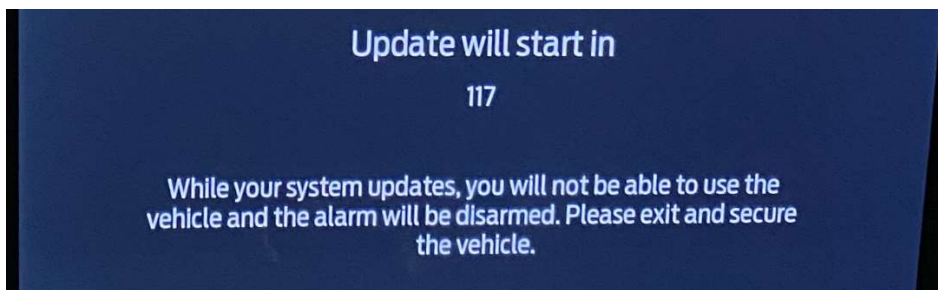 Update will start in
117
While your system updates, you will not be able to use the
vehicle and the alarm will be disarmed. Please exit and secure
the vehicle.